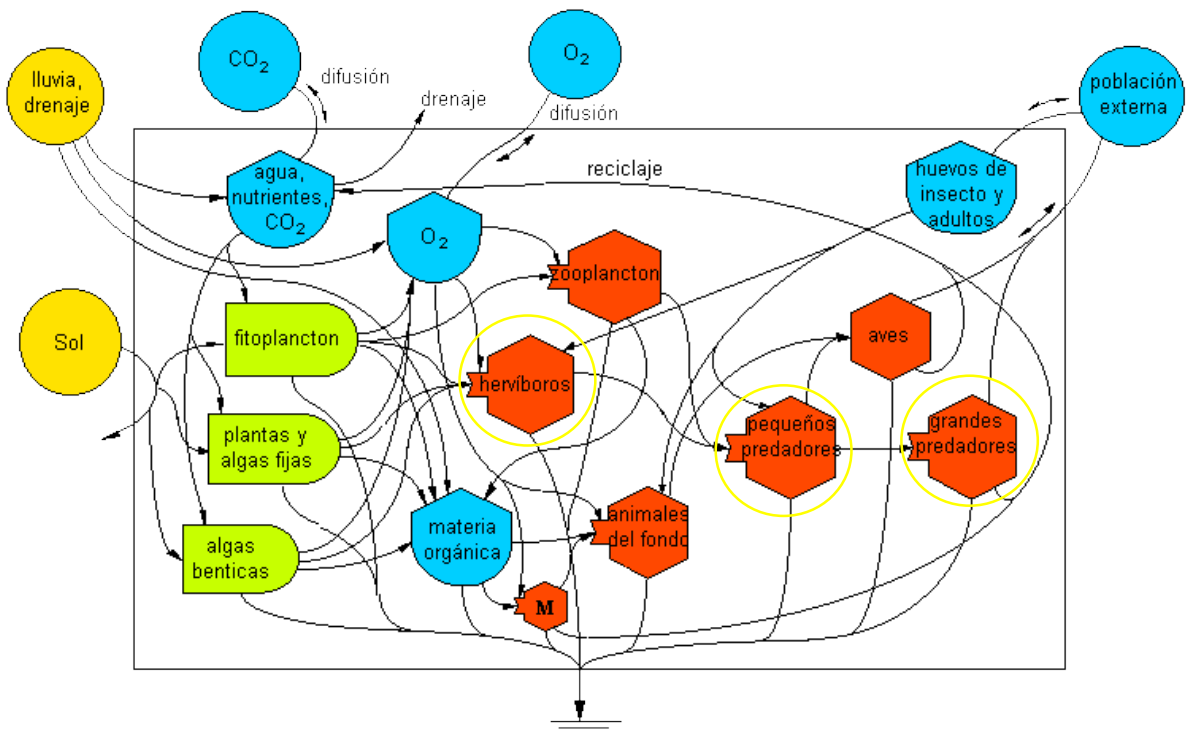 CO₂
O₂
lluvia,
drenaje
difusión
drenaje
difusión
población
externa
agua,
nutrientes,
CO₂
reciclaje
huevos de
insecto y
adultos
O₂
zooplancton
Sol
fitoplancton
hervíboros
aves
plantas y
algas fijas
pequeños
predadores
grandes
predadores
materia
orgánica
animales
del fondo
algas
benticas
M